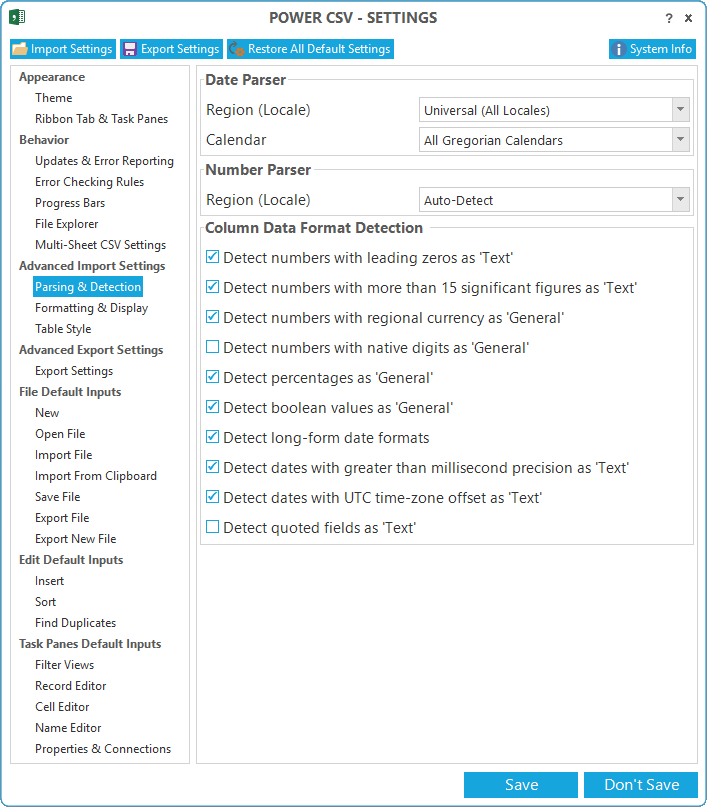 POWER CSV - SETTINGS
? x
Import Settings Export Settings Restore All Default Settings System Info
Appearance
Theme
Ribbon Tab & Task Panes
Behavior
Updates & Error Reporting
Error Checking Rules
Progress Bars
File Explorer
Multi-Sheet CSV Settings
Advanced Import Settings
Parsing & Detection
Formatting & Display
Table Style
Advanced Export Settings
Export Settings
File Default Inputs
New
Open File
Import File
Import From Clipboard
Save File
Export File
Export New File
Edit Default Inputs
Insert
Sort
Find Duplicates
Task Panes Default Inputs
Filter Views
Record Editor
Cell Editor
Name Editor
Properties & Connections
Date Parser
Region (Locale) Universal (All Locales)
Calendar All Gregorian Calendars
Number Parser
Region (Locale) Auto-Detect
Column Data Format Detection
Detect numbers with leading zeros as 'Text'
Detect numbers with more than 15 significant figures as 'Text'
Detect numbers with regional currency as 'General'
Detect numbers with native digits as 'General'
Detect percentages as 'General'
Detect boolean values as 'General'
Detect long-form date formats
Detect dates with greater than millisecond precision as 'Text'
Detect dates with UTC time-zone offset as 'Text'
Detect quoted fields as 'Text'
Save Don't Save